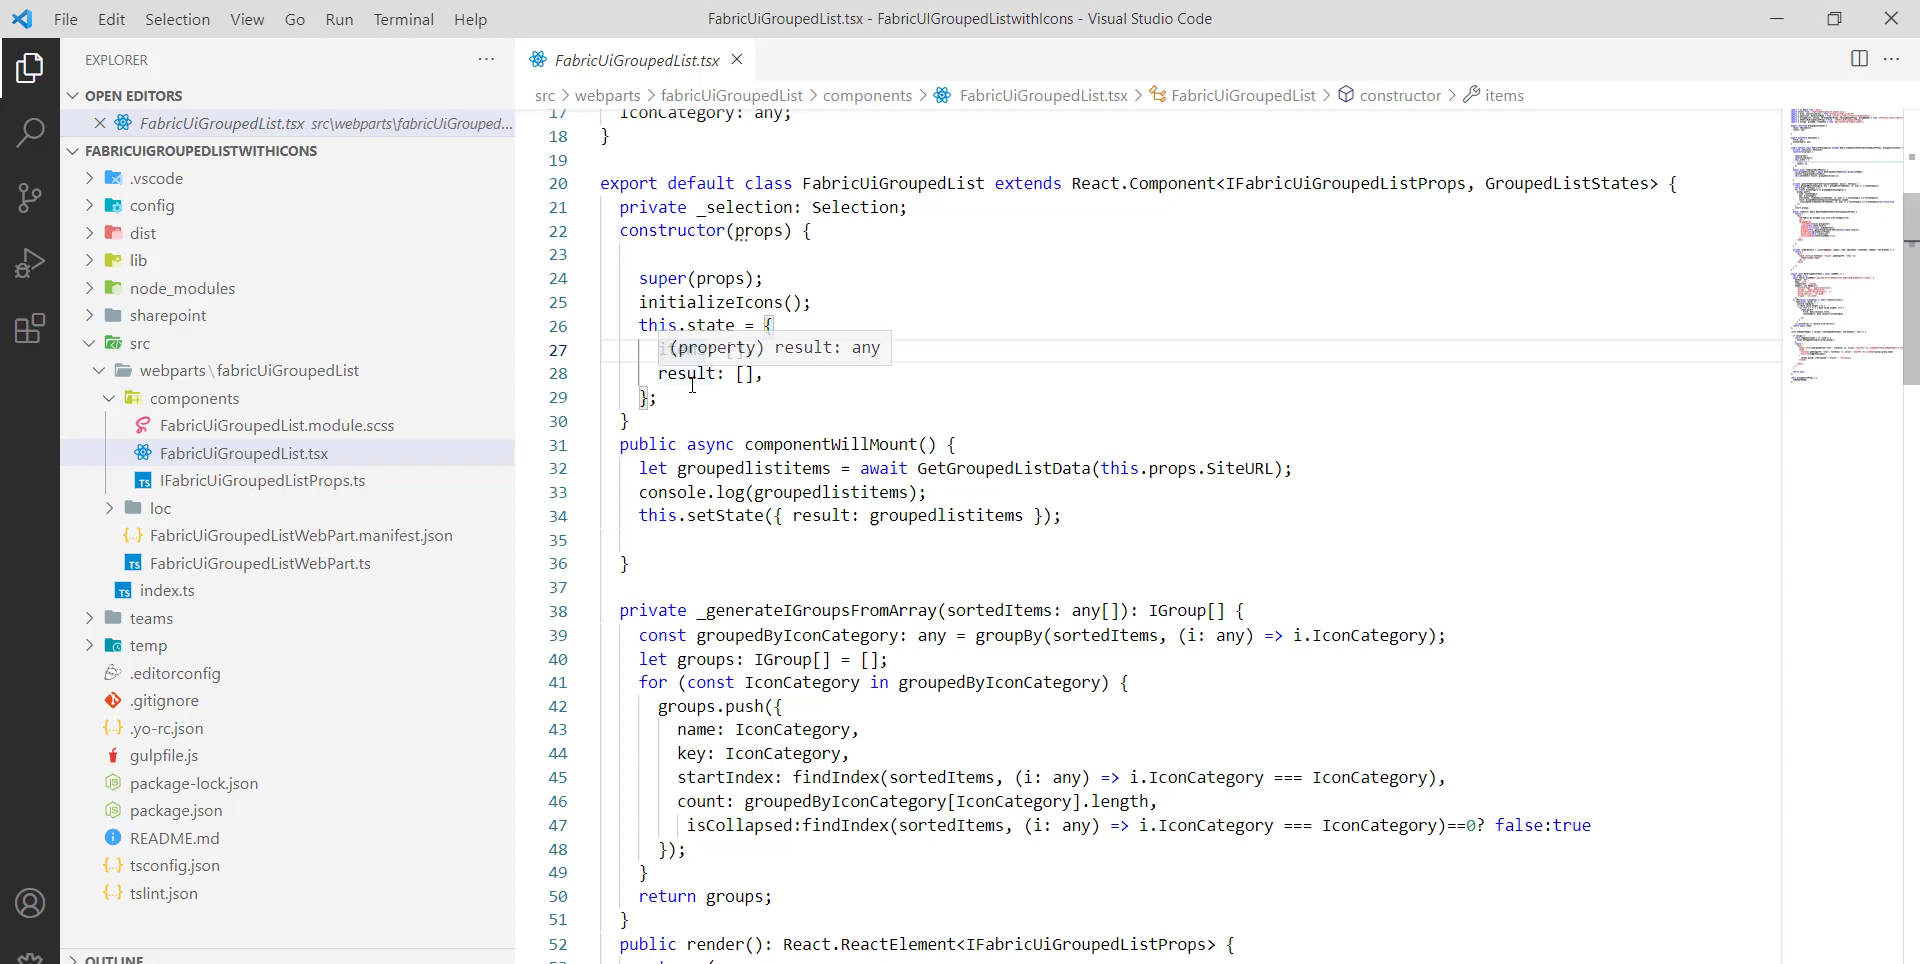 File Edit Selection View Go Run Terminal Help
FabricUiGroupedList.tsx - FabricUIGroupedListwithIcons - Visual Studio Code
EXPLORER
OPEN EDITORS
FabricUiGroupedList.tsx src\webparts\fabricUiGrouped...
FABRICUIGROUPEDLISTWITHICONS
.vscode
config
dist
lib
node_modules
sharepoint
src
webparts\fabricUiGroupedList
components
FabricUiGroupedList.module.scss
FabricUiGroupedList.tsx
TS IFabricUiGroupedListProps.ts
loc
FabricUiGroupedListWebPart.manifest.json
TS FabricUiGroupedListWebPart.ts
TS index.ts
teams
temp
.editorconfig
.gitignore
.yo-rc.json
gulpfile.js
package-lock.json
package.json
README.md
tsconfig.json
tslint.json
OUTLINE
FabricUiGroupedList.tsx
src > webparts > fabricUiGroupedList > components > FabricUiGroupedList.tsx > FabricUiGroupedList > constructor > items
17 IconCategory: any;
18 }
19
20 export default class FabricUiGroupedList extends React.Component<IFabricUiGroupedListProps, GroupedListStates> {
21 private _selection: Selection;
22 constructor(props) {
23
24 super(props);
25 initializeIcons();
26 this.state = {
(property) result: any
27
28 result: [],
29 };
30 }
31 public async componentWillMount() {
32 let groupedlistitems = await GetGroupedListData(this.props.SiteURL);
33 console.log(groupedlistitems);
34 this.setState({ result: groupedlistitems });
35
36 }
37
38 private _generateIGroupsFromArray(sortedItems: any[]): IGroup[] {
39 const groupedByIconCategory: any = groupBy(sortedItems, (i: any) => i.IconCategory);
40 let groups: IGroup[] = [];
41 for (const IconCategory in groupedByIconCategory) {
42 groups.push({
43 name: IconCategory,
44 key: IconCategory,
45 startIndex: findIndex(sortedItems, (i: any) => i.IconCategory === IconCategory),
46 count: groupedByIconCategory[IconCategory].length,
47 isCollapsed:findIndex(sortedItems, (i: any) => i.IconCategory === IconCategory)==0? false:true
48 });
49 }
50 return groups;
51 }
52 public render(): React.ReactElement<IFabricUiGroupedListProps> {